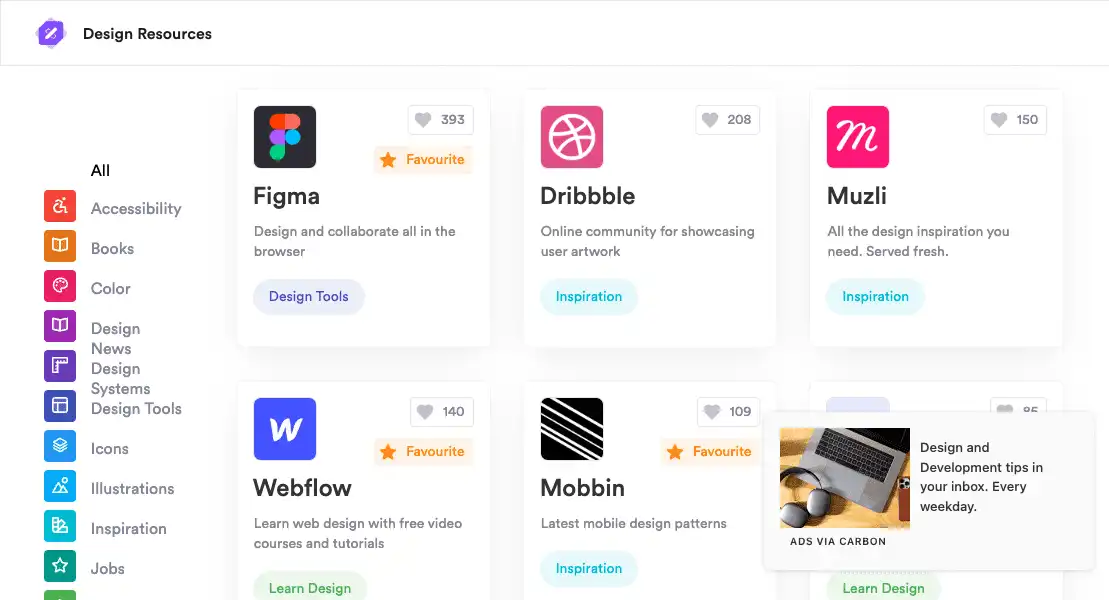 Design Resources
All
Accessibility
Books
Color
Design
News
Design
Systems
Design Tools
Icons
Illustrations
Inspiration
Jobs
393
Favourite
Figma
Design and collaborate all in the
browser
Design Tools
208
Dribbble
Online community for showcasing
user artwork
Inspiration
150
Muzli
All the design inspiration you
need. Served fresh.
Inspiration
140
Favourite
Webflow
Learn web design with free video
courses and tutorials
Learn Design
109
Favourite
Mobbin
Latest mobile design patterns
Inspiration
85
Learn Design
Design and
Development tips in
your inbox. Every
weekday.
ADS VIA CARBON